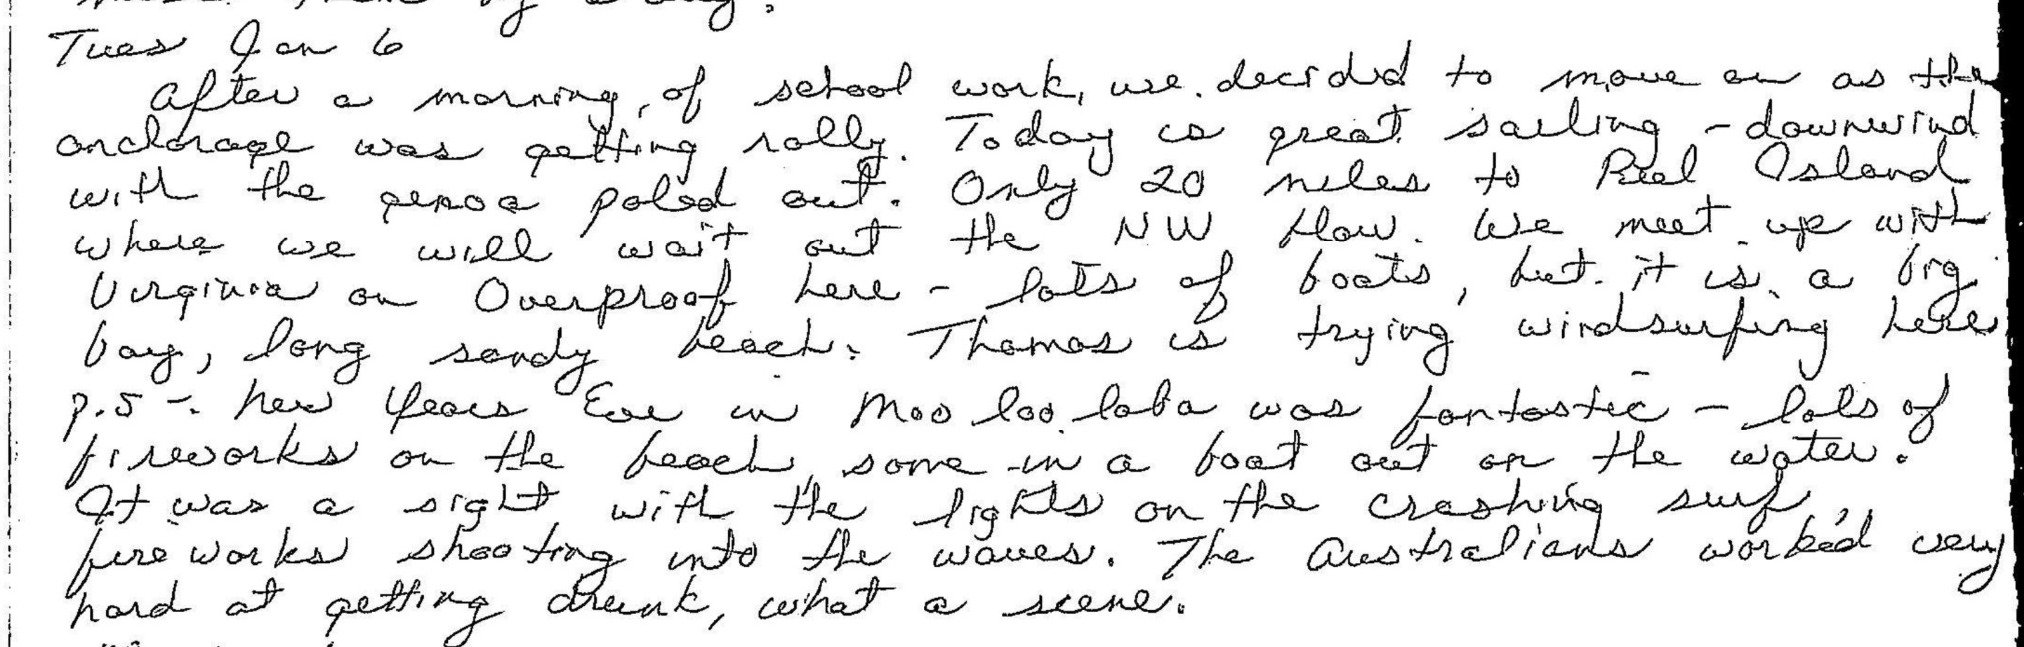 Tues Jan 6
After a morning, of school work, we decided to move on as the
anchorage was getting rolly. Today is great sailing - downwind
with the genoa poled out. Only 20 miles to Peel Island
where we will wait out the NW blow. We meet up with
Virginia on Overproof here - lots of boats, but it is a big
bay, long sandy beach. Thomas is trying windsurfing here
p.s -. New Years Eve in Mooloolaba was fantastic - lots of
fireworks on the beach, some in a boat out on the water.
It was a sight with the lights on the crashing surf,
fireworks shooting into the waves. The Australians worked very
hard at getting drunk, what a scene.